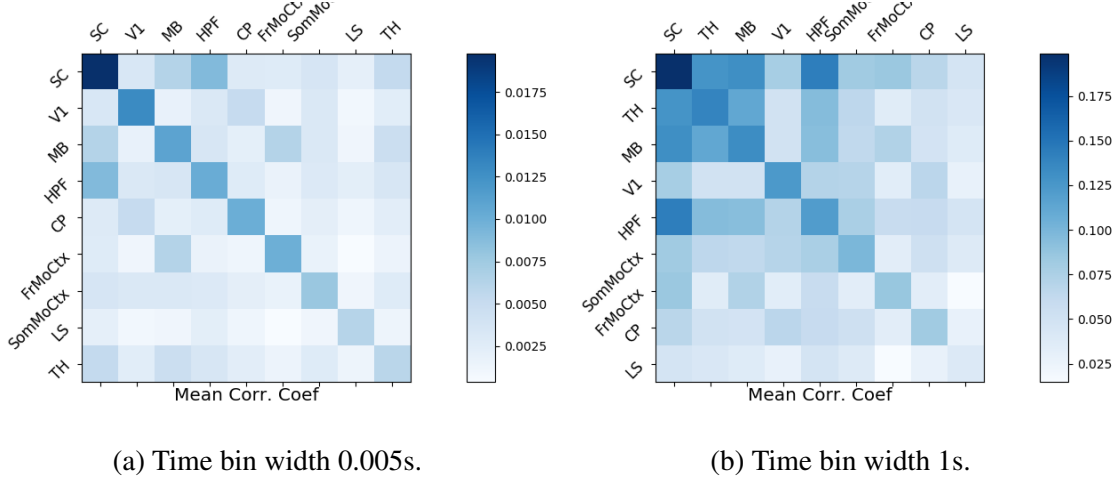 SC V1 MB HPF CP FrMoCtx SomMoCtx LS TH
SC
V1
MB
HPF
CP
FrMoCtx
SomMoCtx
LS
TH
Mean Corr. Coef
0.0175
0.0150
0.0125
0.0100
0.0075
0.0050
0.0025
(a) Time bin width 0.005s.
SC TH MB V1 HPF SomMoCtx FrMoCtx CP LS
SC
TH
MB
V1
HPF
SomMoCtx
FrMoCtx
CP
LS
Mean Corr. Coef
0.175
0.150
0.125
0.100
0.075
0.050
0.025
(b) Time bin width 1s.